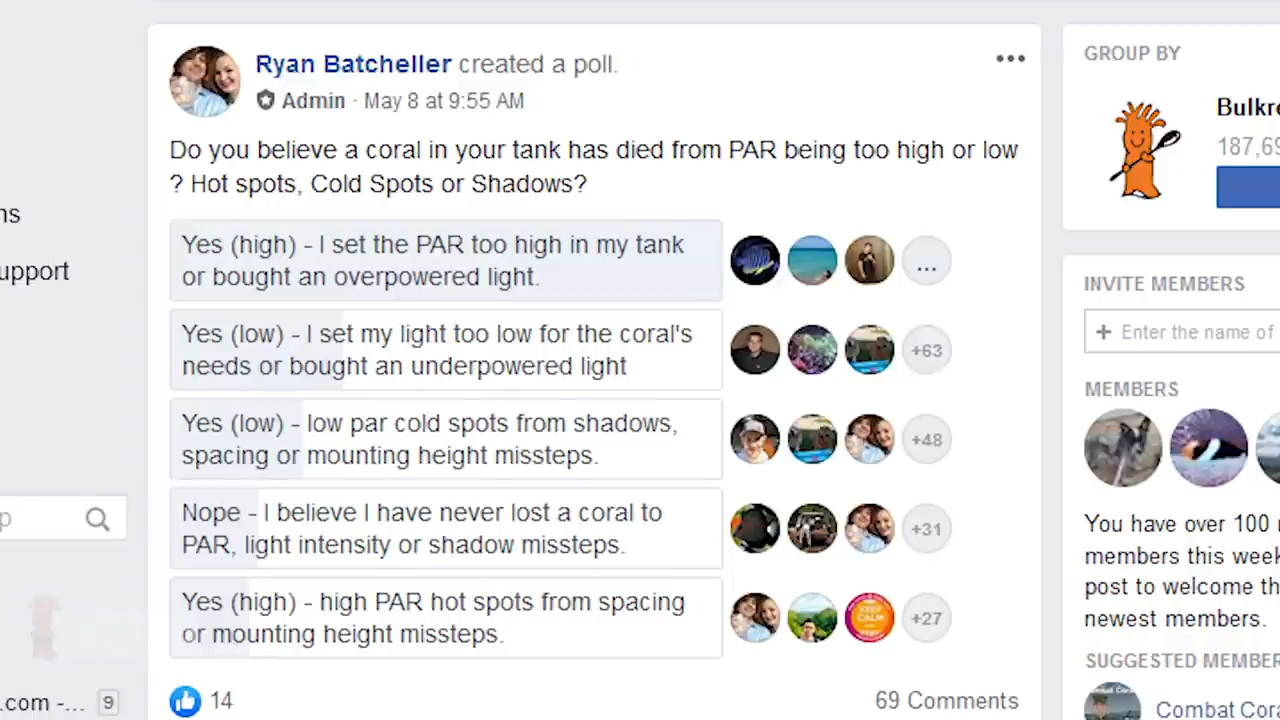 Ryan Batcheller created a poll.
Admin · May 8 at 9:55 AM
Do you believe a coral in your tank has died from PAR being too high or low
? Hot spots, Cold Spots or Shadows?
Yes (high) - I set the PAR too high in my tank
or bought an overpowered light.
...
Yes (low) - I set my light too low for the coral's
needs or bought an underpowered light
+63
Yes (low) - low par cold spots from shadows,
spacing or mounting height missteps.
+48
Nope - I believe I have never lost a coral to
PAR, light intensity or shadow missteps.
+31
Yes (high) - high PAR hot spots from spacing
or mounting height missteps.
KEEP
CALM
+27
14
69 Comments
ns
upport
p
.com -... 9
GROUP BY
Bulkre
187,69
INVITE MEMBERS
+ Enter the name of
MEMBERS
You have over 100
members this week
post to welcome th
newest members.
SUGGESTED MEMBER
Combat Cora